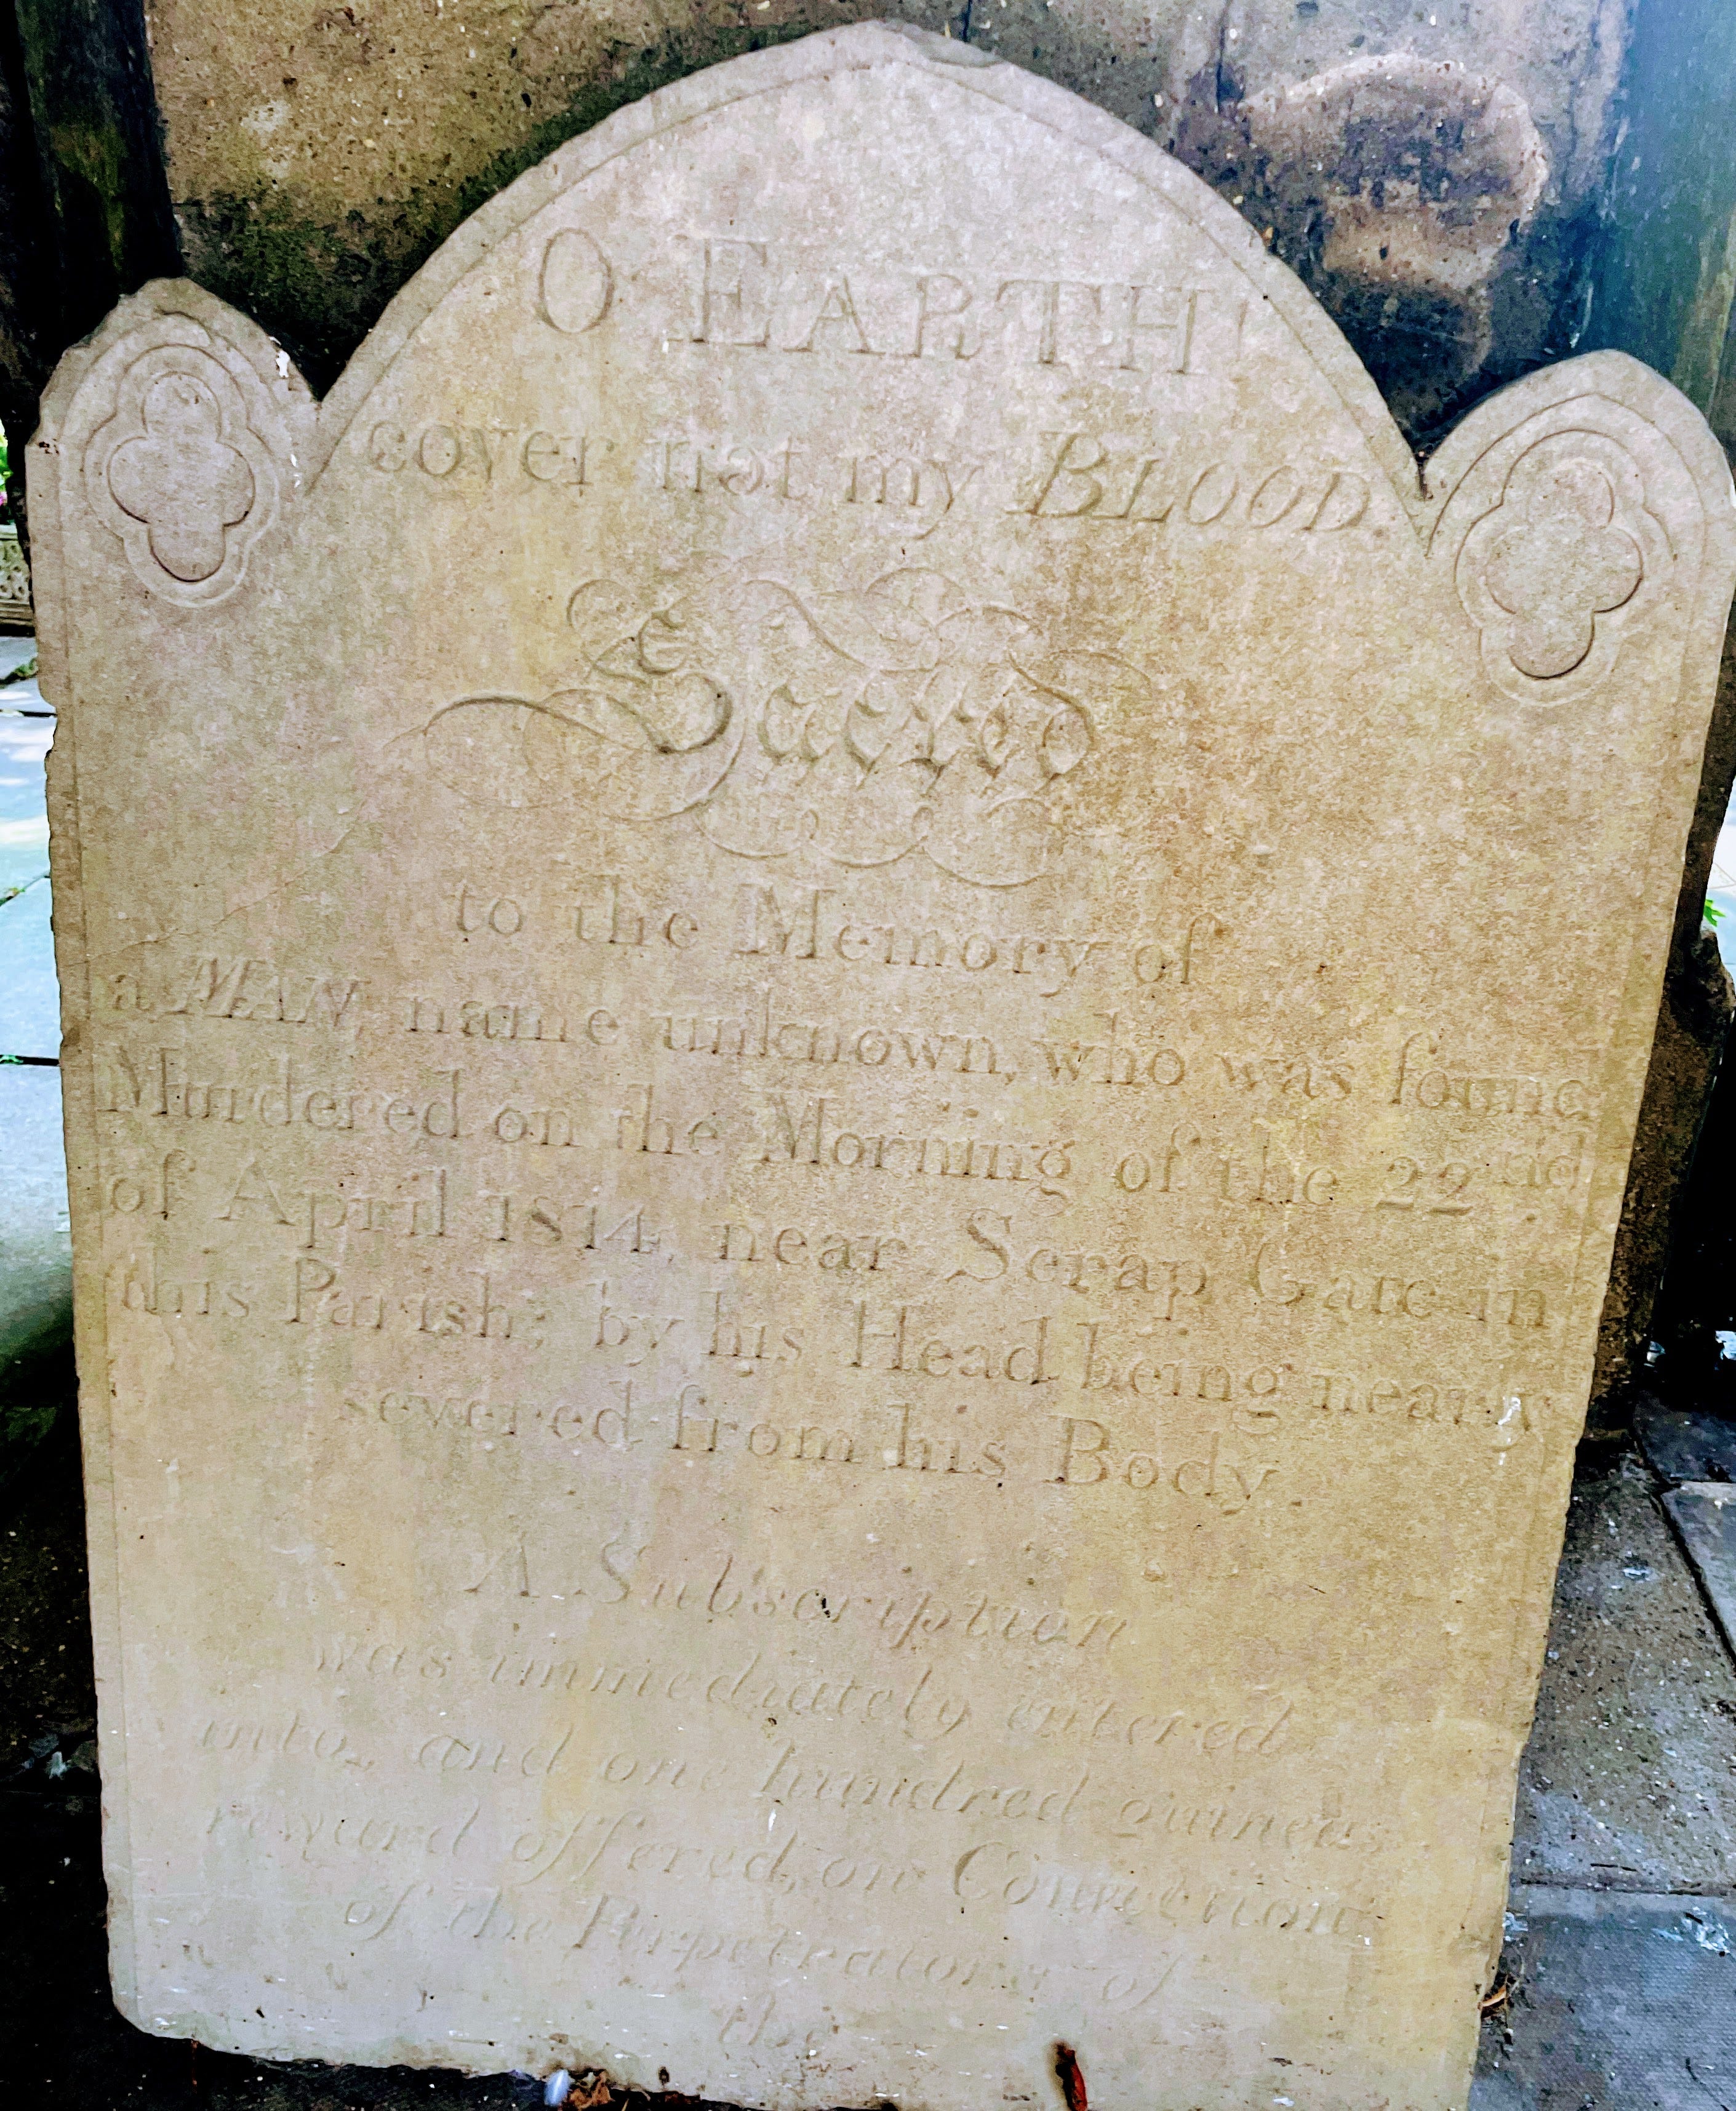 O EARTH!
cover not my BLOOD.
Sacred
to the Memory of
a MAN, name unknown, who was found
Murdered on the Morning of the 22nd
of April 1814, near Scrap Gate in
this Parish; by his Head being nearly
severed from his Body.
A Subscription
was immediately entered
into, and one hundred guineas
reward offered, on Conviction
of the Perpetrators of
the